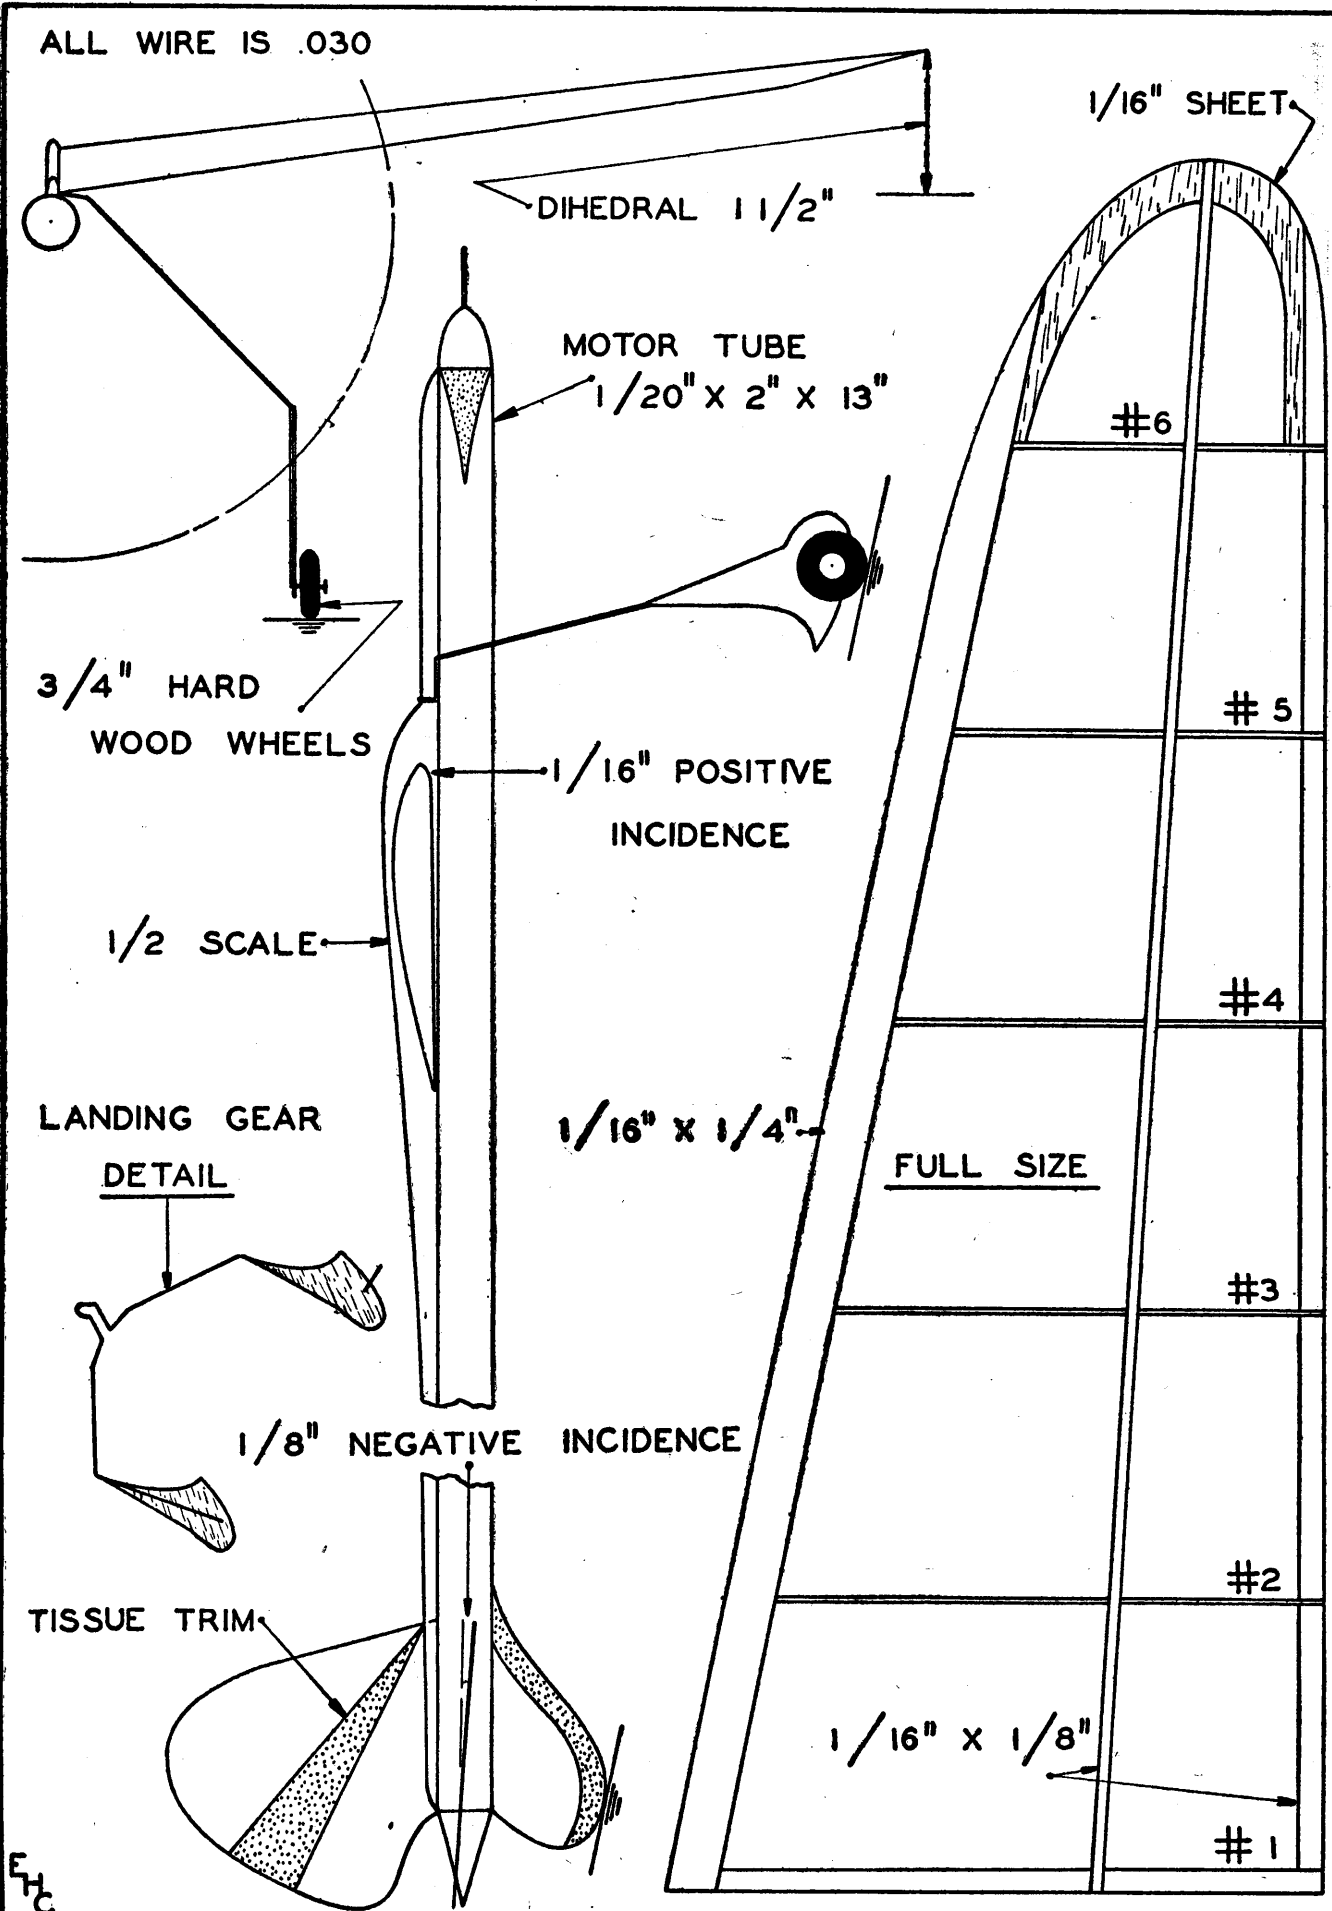 ALL WIRE IS .030
1/16" SHEET
DIHEDRAL 1 1/2"
MOTOR TUBE
1/20" X 2" X 13"
#6
3/4" HARD
WOOD WHEELS
# 5
1/16" POSITIVE
INCIDENCE
1/2 SCALE
#4
LANDING GEAR
DETAIL
1/16" X 1/4"
FULL SIZE
#3
1/8" NEGATIVE INCIDENCE
#2
TISSUE TRIM
1/16" X 1/8"
# 1
EHC